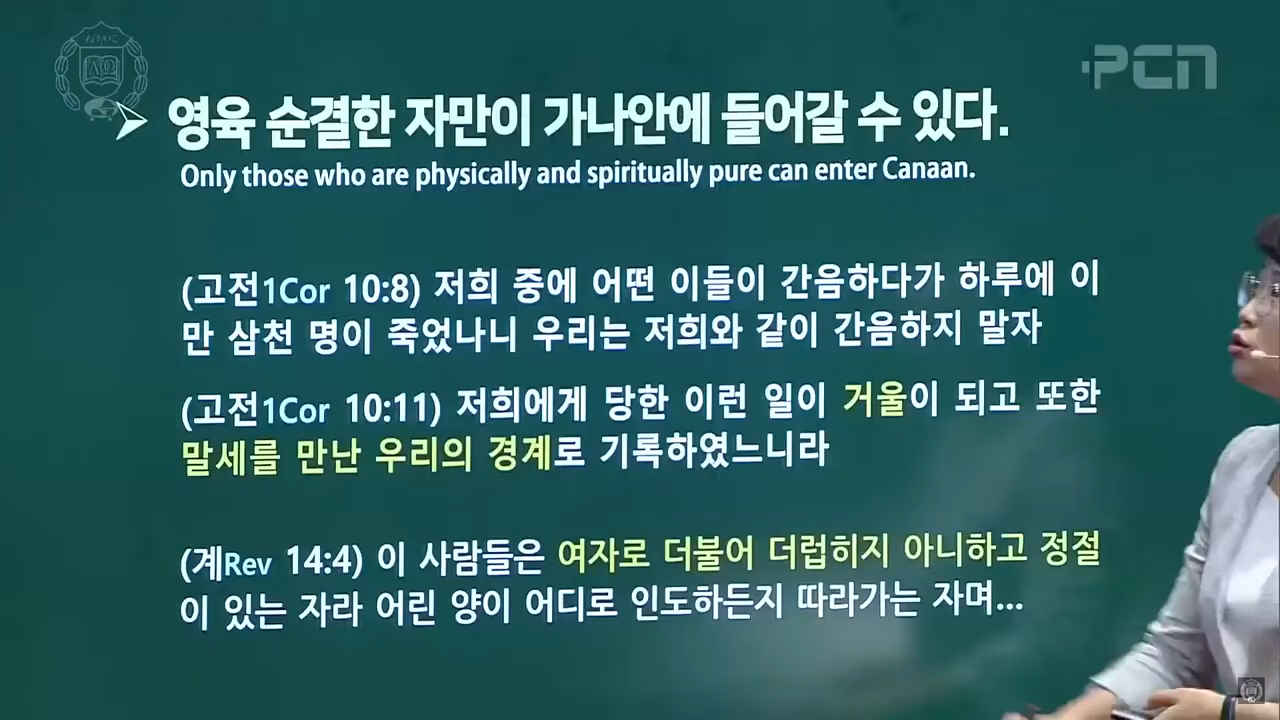 PCN
영육 순결한 자만이 가나안에 들어갈 수 있다.
Only those who are physically and spiritually pure can enter Canaan.
(고전1Cor 10:8) 저희 중에 어떤 이들이 간음하다가 하루에 이
만 삼천 명이 죽었나니 우리는 저희와 같이 간음하지 말자
(고전1Cor 10:11) 저희에게 당한 이런 일이 거울이 되고 또한
말세를 만난 우리의 경계로 기록하였느니라
(계Rev 14:4) 이 사람들은 여자로 더불어 더럽히지 아니하고 정절
이 있는 자라 어린 양이 어디로 인도하든지 따라가는 자며...